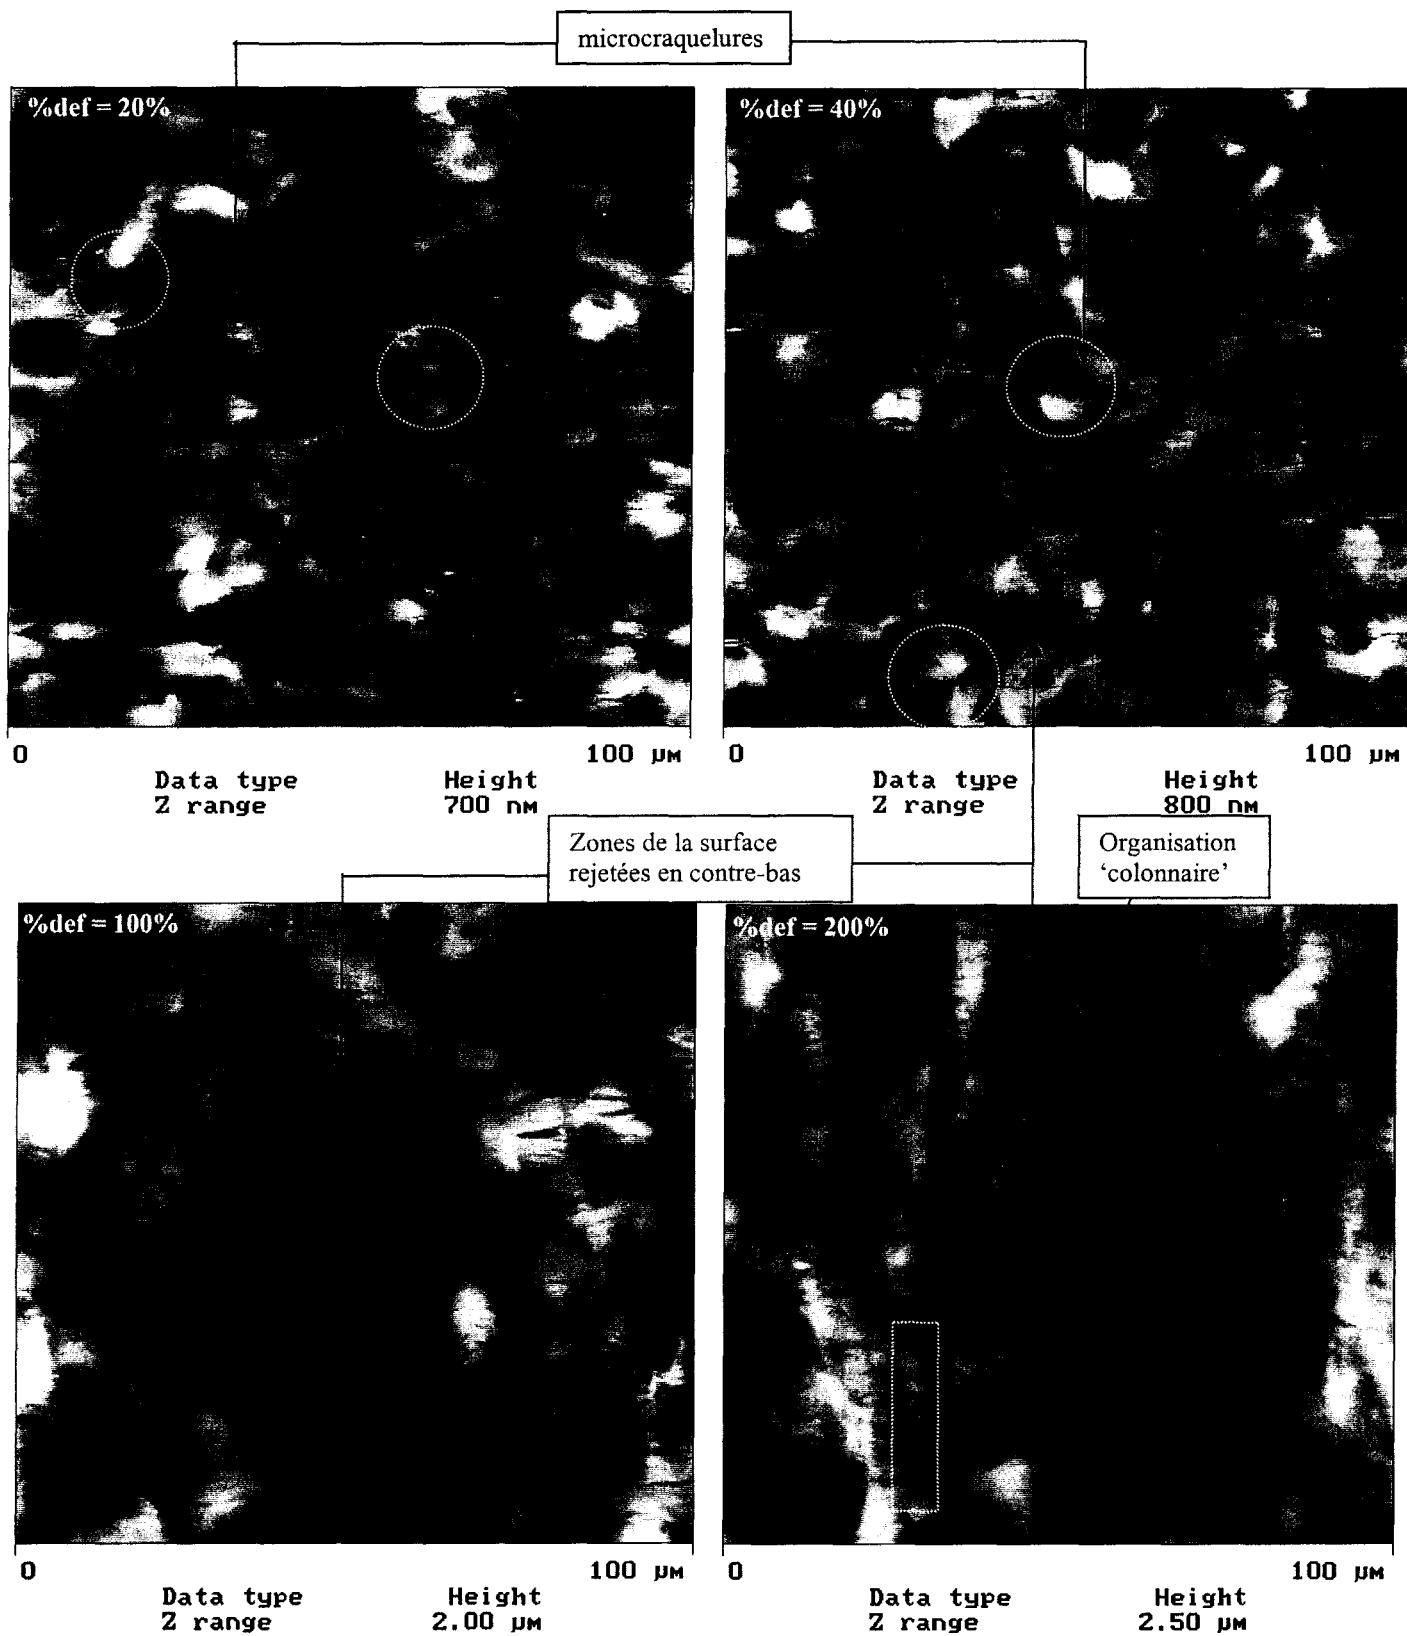 microcraquelures
%def = 20%
%def = 40%
0
100 µm
0
100 µm
Data type
Height
Data type
Height
Z range
700 nm
Z range
800 nm
Zones de la surface
rejetées en contre-bas
Organisation
‘colonnaire’
%def = 100%
%def = 200%
0
100 µm
0
100 µm
Data type
Height
Data type
Height
Z range
2.00 µm
Z range
2.50 µm